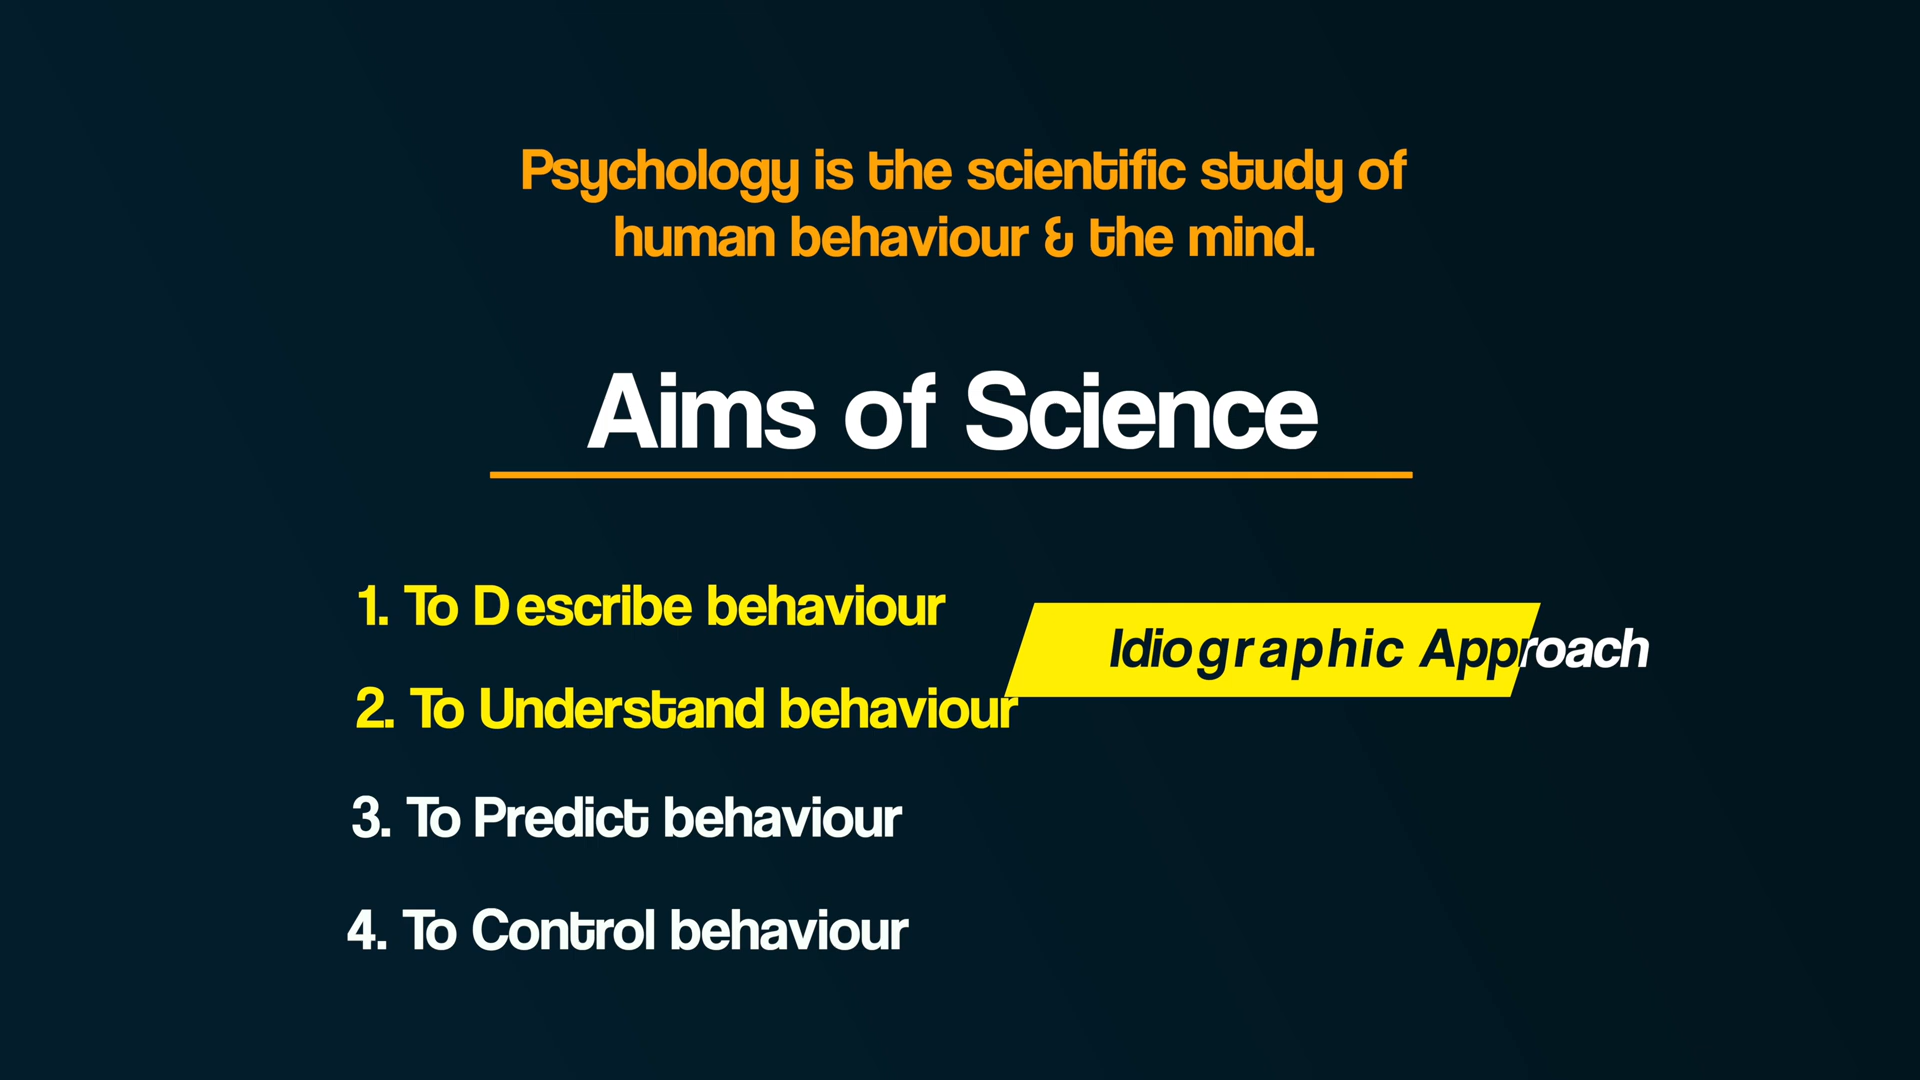 Psychology is the scientific study of
human behaviour & the mind.
Aims of Science
1. To Describe behaviour
Idiographic Approach
2. To Understand behaviour
3. To Predict behaviour
4. To Control behaviour